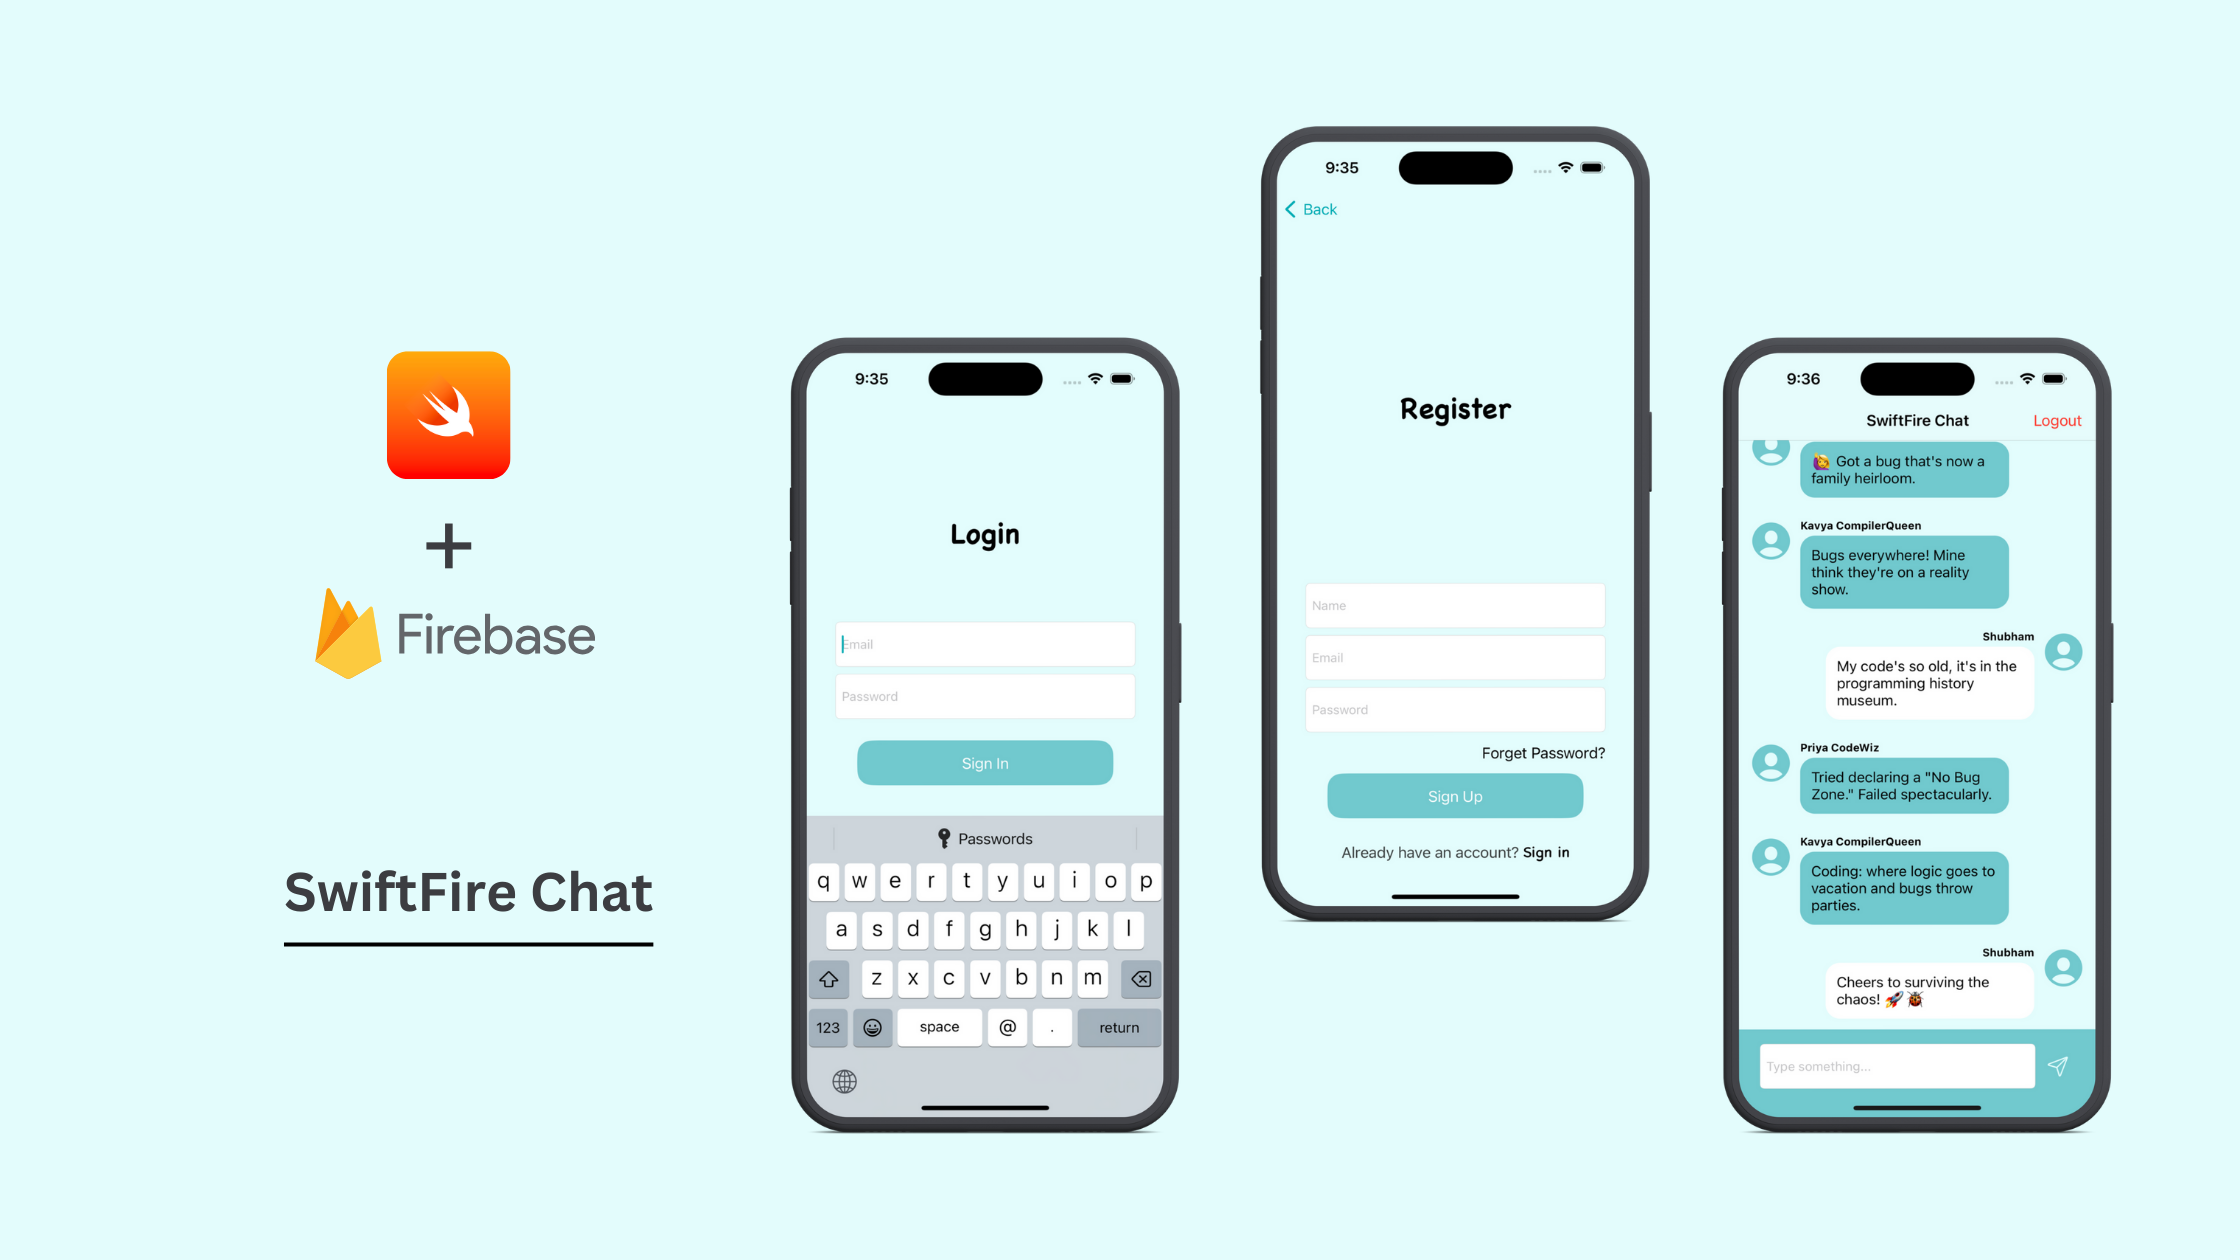 +
Firebase
SwiftFire Chat
9:35
Login
Email
Password
Sign In
Passwords
q w e r t y u i o p
a s d f g h j k l
z x c v b n m
123 space @ . return
9:35
Back
Register
Name
Email
Password
Forget Password?
Sign Up
Already have an account? Sign in
9:36
SwiftFire Chat Logout
🙋‍♀️ Got a bug that's now a
family heirloom.
Kavya CompilerQueen
Bugs everywhere! Mine
think they're on a reality
show.
Shubham
My code's so old, it's in the
programming history
museum.
Priya CodeWiz
Tried declaring a "No Bug
Zone." Failed spectacularly.
Kavya CompilerQueen
Coding: where logic goes to
vacation and bugs throw
parties.
Shubham
Cheers to surviving the
chaos! 🚀🐞
Type something...